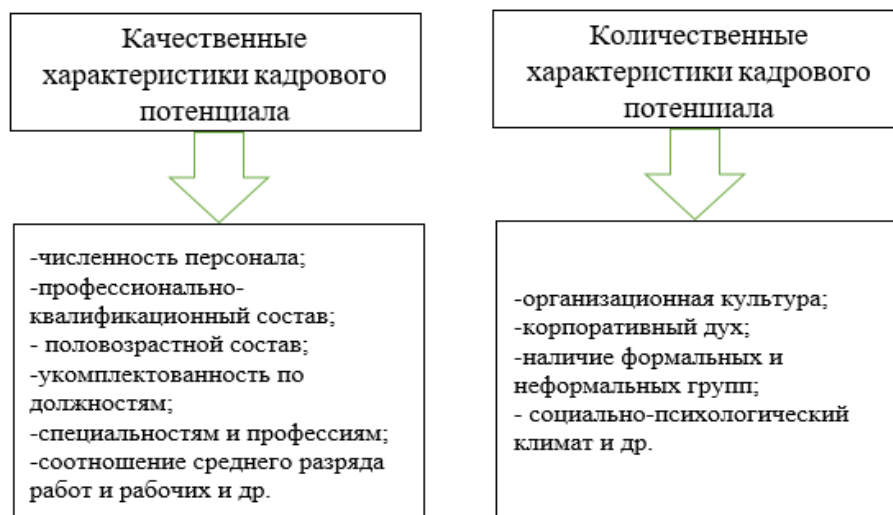 Качественные
характеристики кадрового
потенциала
Количественные
характеристики кадрового
потенциала
-численность персонала;
-профессионально-
квалификационный состав;
- половозрастной состав;
-укомплектованность по
должностям;
-специальностям и профессиям;
-соотношение среднего разряда
работ и рабочих и др.
-организационная культура;
-корпоративный дух;
-наличие формальных и
неформальных групп;
- социально-психологический
климат и др.